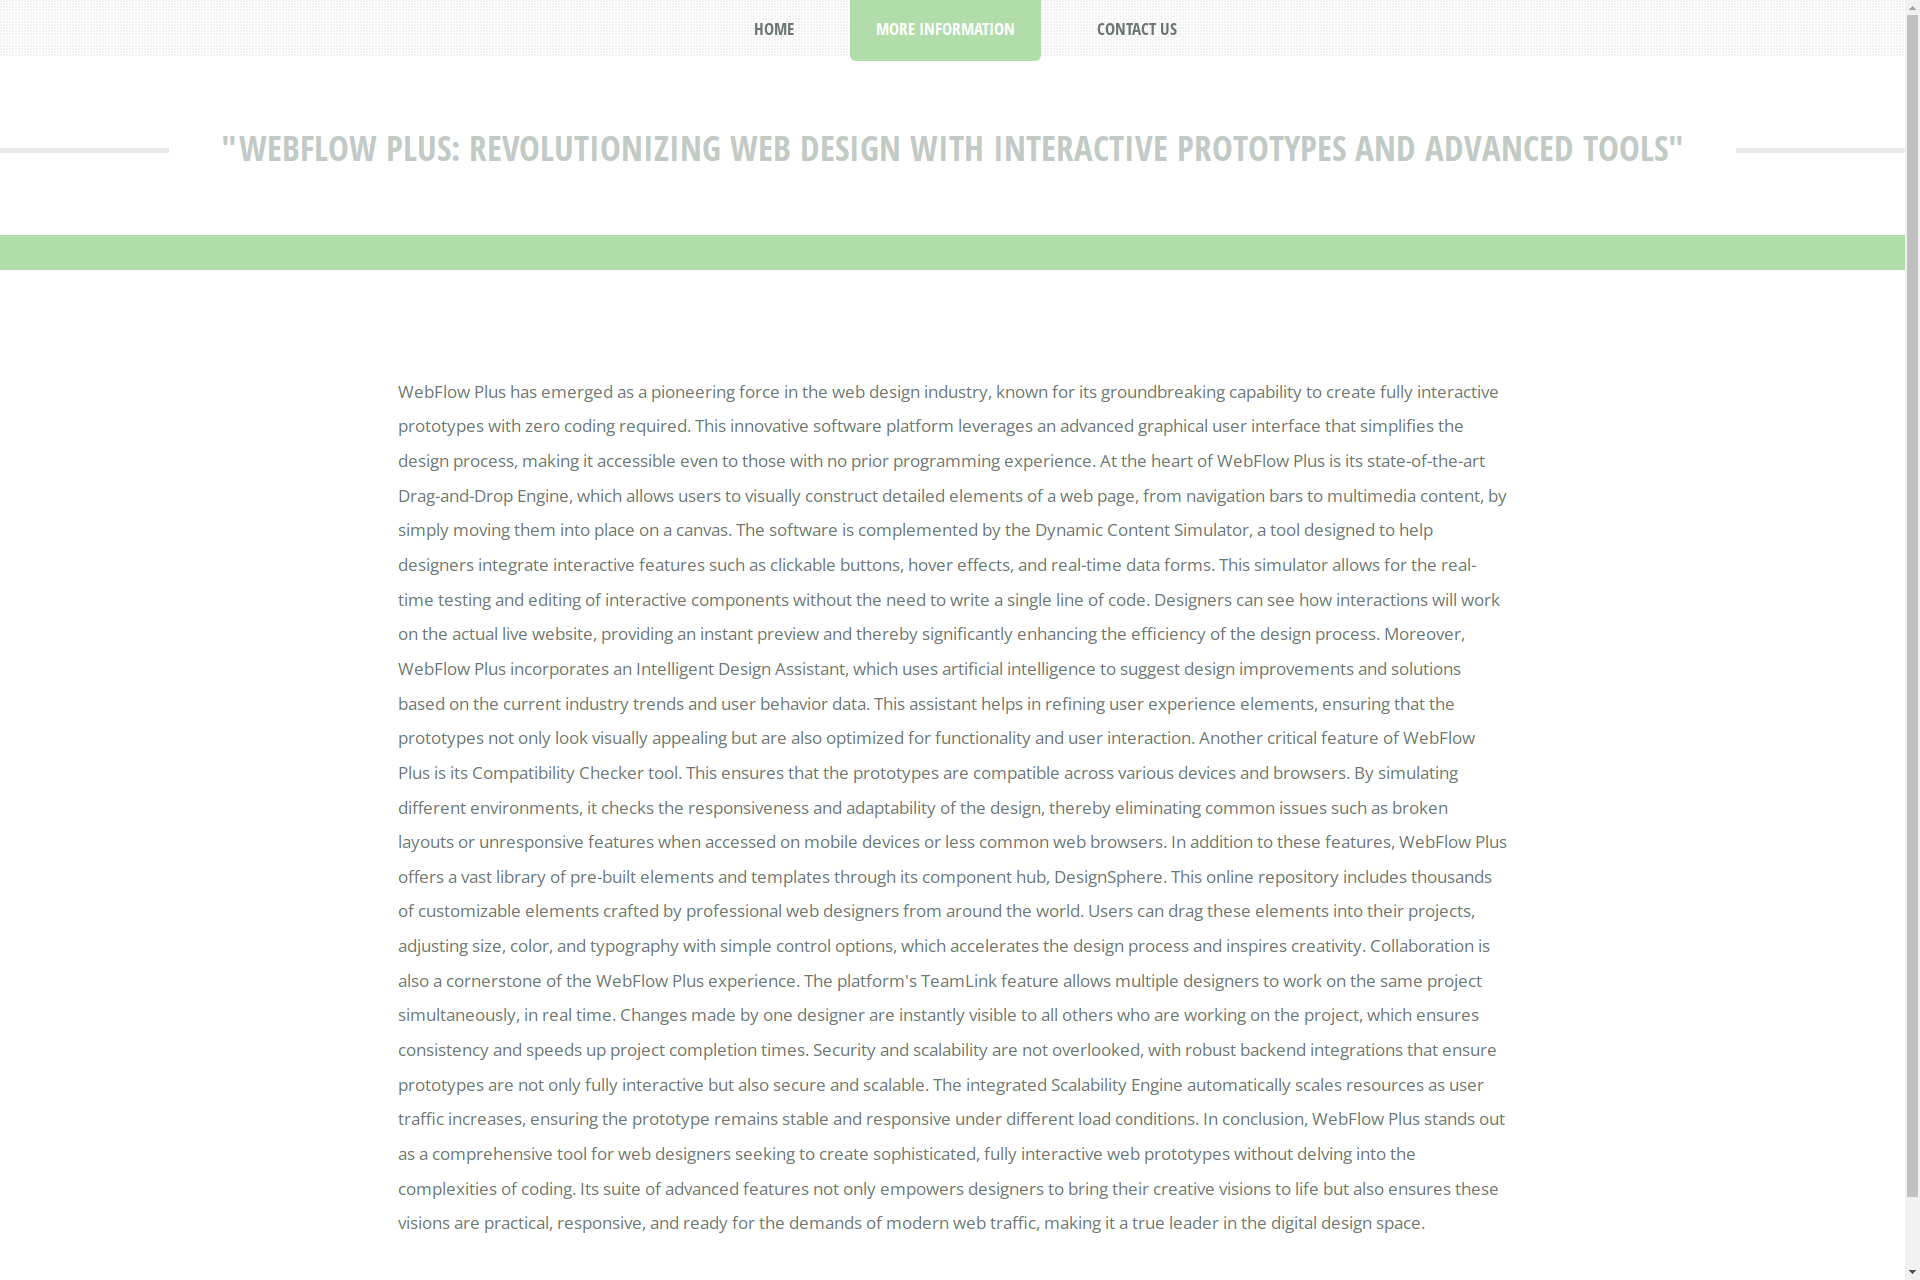 HOME
MORE INFORMATION
CONTACT US
"WEBFLOW PLUS: REVOLUTIONIZING WEB DESIGN WITH INTERACTIVE PROTOTYPES AND ADVANCED TOOLS"
WebFlow Plus has emerged as a pioneering force in the web design industry, known for its groundbreaking capability to create fully interactive
prototypes with zero coding required. This innovative software platform leverages an advanced graphical user interface that simplifies the
design process, making it accessible even to those with no prior programming experience. At the heart of WebFlow Plus is its state-of-the-art
Drag-and-Drop Engine, which allows users to visually construct detailed elements of a web page, from navigation bars to multimedia content, by
simply moving them into place on a canvas. The software is complemented by the Dynamic Content Simulator, a tool designed to help
designers integrate interactive features such as clickable buttons, hover effects, and real-time data forms. This simulator allows for the real-
time testing and editing of interactive components without the need to write a single line of code. Designers can see how interactions will work
on the actual live website, providing an instant preview and thereby significantly enhancing the efficiency of the design process. Moreover,
WebFlow Plus incorporates an Intelligent Design Assistant, which uses artificial intelligence to suggest design improvements and solutions
based on the current industry trends and user behavior data. This assistant helps in refining user experience elements, ensuring that the
prototypes not only look visually appealing but are also optimized for functionality and user interaction. Another critical feature of WebFlow
Plus is its Compatibility Checker tool. This ensures that the prototypes are compatible across various devices and browsers. By simulating
different environments, it checks the responsiveness and adaptability of the design, thereby eliminating common issues such as broken
layouts or unresponsive features when accessed on mobile devices or less common web browsers. In addition to these features, WebFlow Plus
offers a vast library of pre-built elements and templates through its component hub, DesignSphere. This online repository includes thousands
of customizable elements crafted by professional web designers from around the world. Users can drag these elements into their projects,
adjusting size, color, and typography with simple control options, which accelerates the design process and inspires creativity. Collaboration is
also a cornerstone of the WebFlow Plus experience. The platform's TeamLink feature allows multiple designers to work on the same project
simultaneously, in real time. Changes made by one designer are instantly visible to all others who are working on the project, which ensures
consistency and speeds up project completion times. Security and scalability are not overlooked, with robust backend integrations that ensure
prototypes are not only fully interactive but also secure and scalable. The integrated Scalability Engine automatically scales resources as user
traffic increases, ensuring the prototype remains stable and responsive under different load conditions. In conclusion, WebFlow Plus stands out
as a comprehensive tool for web designers seeking to create sophisticated, fully interactive web prototypes without delving into the
complexities of coding. Its suite of advanced features not only empowers designers to bring their creative visions to life but also ensures these
visions are practical, responsive, and ready for the demands of modern web traffic, making it a true leader in the digital design space.